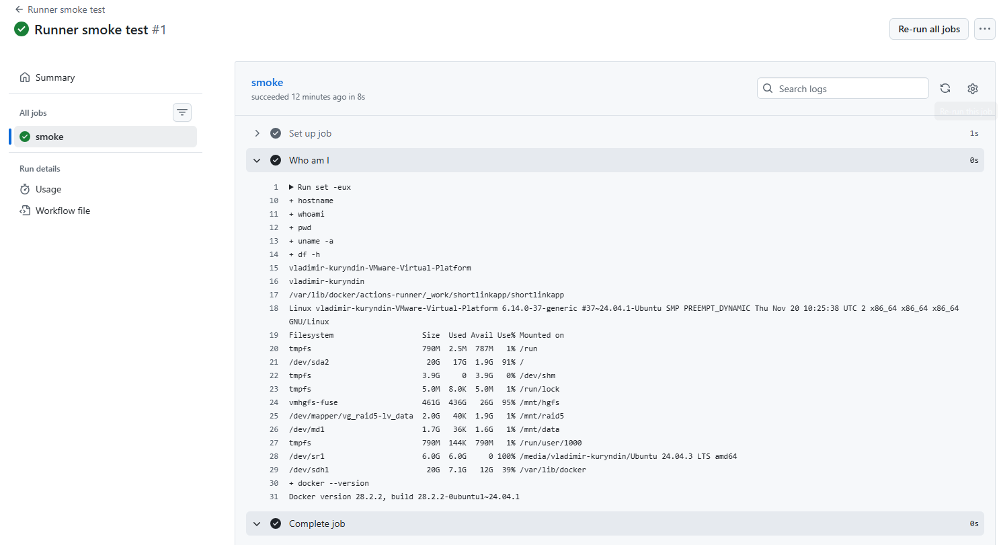 Runner smoke test
Runner smoke test #1
Re-run all jobs
Summary
All jobs
smoke
Run details
Usage
Workflow file
smoke
succeeded 12 minutes ago in 8s
Search logs
Re-run this job
Set up job 1s
Who am I 0s
1 Run set -eux
10 + hostname
11 + whoami
12 + pwd
13 + uname -a
14 + df -h
15 vladimir-kuryndin-VMware-Virtual-Platform
16 vladimir-kuryndin
17 /var/lib/docker/actions-runner/_work/shortlinkapp/shortlinkapp
18 Linux vladimir-kuryndin-VMware-Virtual-Platform 6.14.0-37-generic #37~24.04.1-Ubuntu SMP PREEMPT_DYNAMIC Thu Nov 20 10:25:38 UTC 2 x86_64 x86_64 x86_64
GNU/Linux
19 Filesystem Size Used Avail Use% Mounted on
20 tmpfs 790M 2.5M 787M 1% /run
21 /dev/sda2 20G 17G 1.9G 91% /
22 tmpfs 3.9G 0 3.9G 0% /dev/shm
23 tmpfs 5.0M 8.0K 5.0M 1% /run/lock
24 vmhgfs-fuse 461G 436G 26G 95% /mnt/hgfs
25 /dev/mapper/vg_raid5-lv_data 2.0G 40K 1.9G 1% /mnt/raid5
26 /dev/md1 1.7G 36K 1.6G 1% /mnt/data
27 tmpfs 790M 144K 790M 1% /run/user/1000
28 /dev/sr1 6.0G 6.0G 0 100% /media/vladimir-kuryndin/Ubuntu 24.04.3 LTS amd64
29 /dev/sdh1 20G 7.1G 12G 39% /var/lib/docker
30 + docker --version
31 Docker version 28.2.2, build 28.2.2-0ubuntu1~24.04.1
Complete job 0s